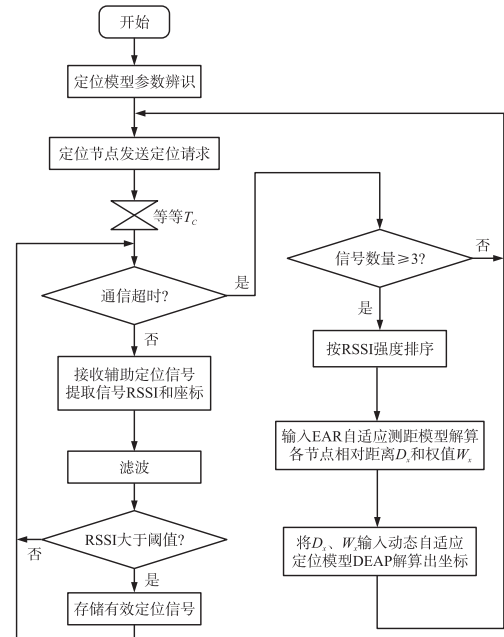 开始
定位模型参数辨识
定位节点发送定位请求
等等Tc
通信超时?
是
否
接收辅助定位信号
提取信号RSSI和座标
滤波
RSSI大于阈值?
否
是
存储有效定位信号
信号数量≥3?
否
是
按RSSI强度排序
输入EAR自适应测距模型解算
各节点相对距离Dx和权值Wx
将Dx、Wx输入动态自适应
定位模型DEAP解算出坐标